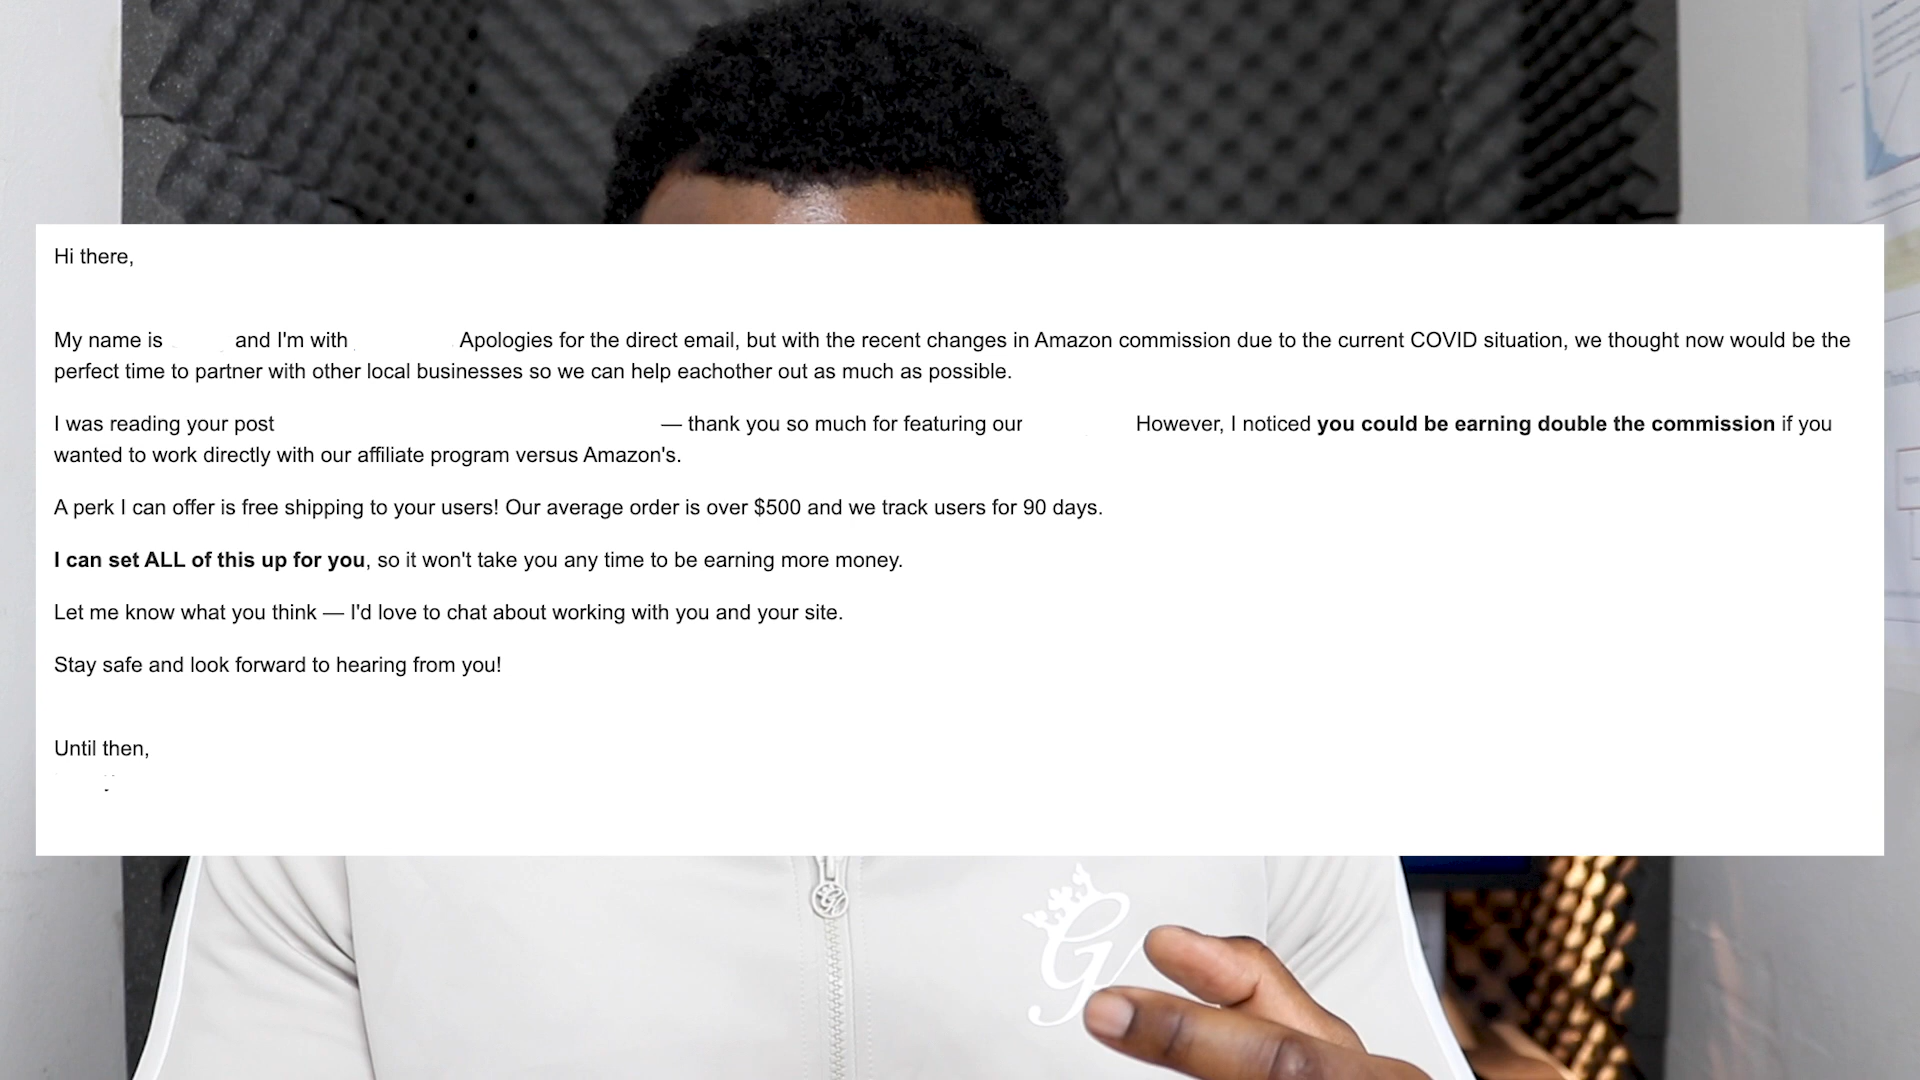 Hi there,
My name is and I'm with Apologies for the direct email, but with the recent changes in Amazon commission due to the current COVID situation, we thought now would be the
perfect time to partner with other local businesses so we can help eachother out as much as possible.
I was reading your post — thank you so much for featuring our However, I noticed you could be earning double the commission if you
wanted to work directly with our affiliate program versus Amazon's.
A perk I can offer is free shipping to your users! Our average order is over $500 and we track users for 90 days.
I can set ALL of this up for you, so it won't take you any time to be earning more money.
Let me know what you think — I'd love to chat about working with you and your site.
Stay safe and look forward to hearing from you!
Until then,
G